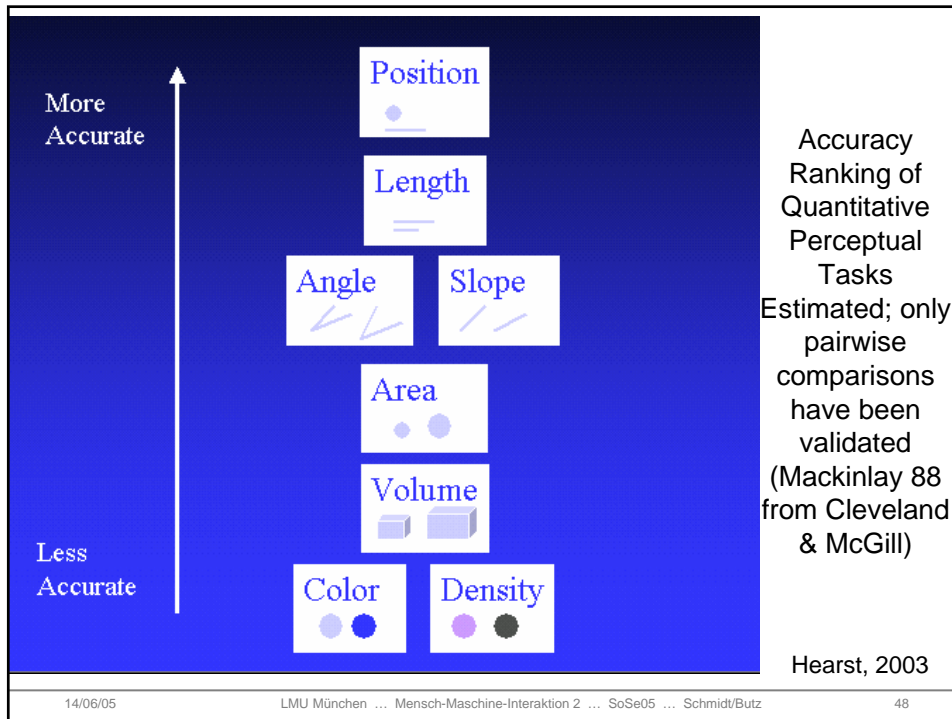 Position
More
Accurate
Length
Angle
Slope
Area
Volume
Less
Accurate
Color
Density
Accuracy
Ranking of
Quantitative
Perceptual
Tasks
Estimated; only
pairwise
comparisons
have been
validated
(Mackinlay 88
from Cleveland
& McGill)
Hearst, 2003
14/06/05
LMU München … Mensch-Maschine-Interaktion 2 … SoSe05 … Schmidt/Butz
48